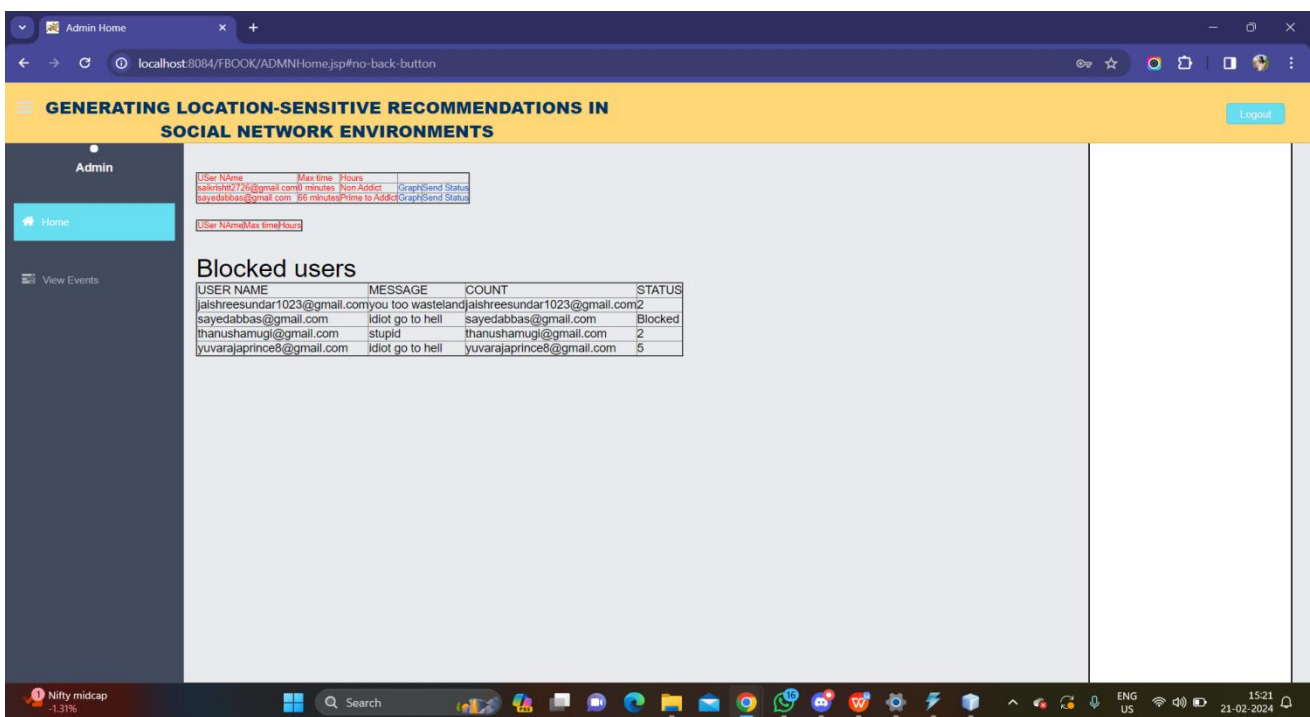 Admin Home
localhost:8084/FBOOK/ADMNHome.jsp#no-back-button
GENERATING LOCATION-SENSITIVE RECOMMENDATIONS IN
SOCIAL NETWORK ENVIRONMENTS
Logout
Admin
Home
View Events
USer NAme Max time Hours
saikrishtt2726@gmail.com 0 minutes Non Addict Graph Send Status
sayedabbas@gmail.com 66 minutes Prime to Addict Graph Send Status
USer NAme Max time Hours
Blocked users
USER NAME MESSAGE COUNT STATUS
jaishreesundar1023@gmail.com you too wasteland jaishreesundar1023@gmail.com 2
sayedabbas@gmail.com idiot go to hell sayedabbas@gmail.com Blocked
thanushamugi@gmail.com stupid thanushamugi@gmail.com 2
yuvarajaprince8@gmail.com idiot go to hell yuvarajaprince8@gmail.com 5
1 Nifty midcap
-1.31%
Search
PRE
16
ENG
US
15:21
21-02-2024